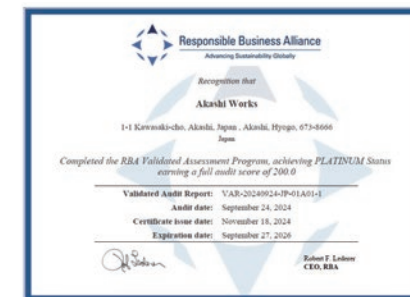 Responsible Business Alliance
Advancing Sustainability Globally
Recognition that
Akashi Works
1-1 Kawasaki-cho, Akashi, Japan , Akashi, Hyogo, 673-8666
Japan
Completed the RBA Validated Assessment Program, achieving PLATINUM Status
earning a full audit score of 200.0
Validated Audit Report: VAR-20240924-JP-01A01-1
Audit date: September 24, 2024
Certificate issue date: November 18, 2024
Expiration date: September 27, 2026
Robert F. Lederer
CEO, RBA